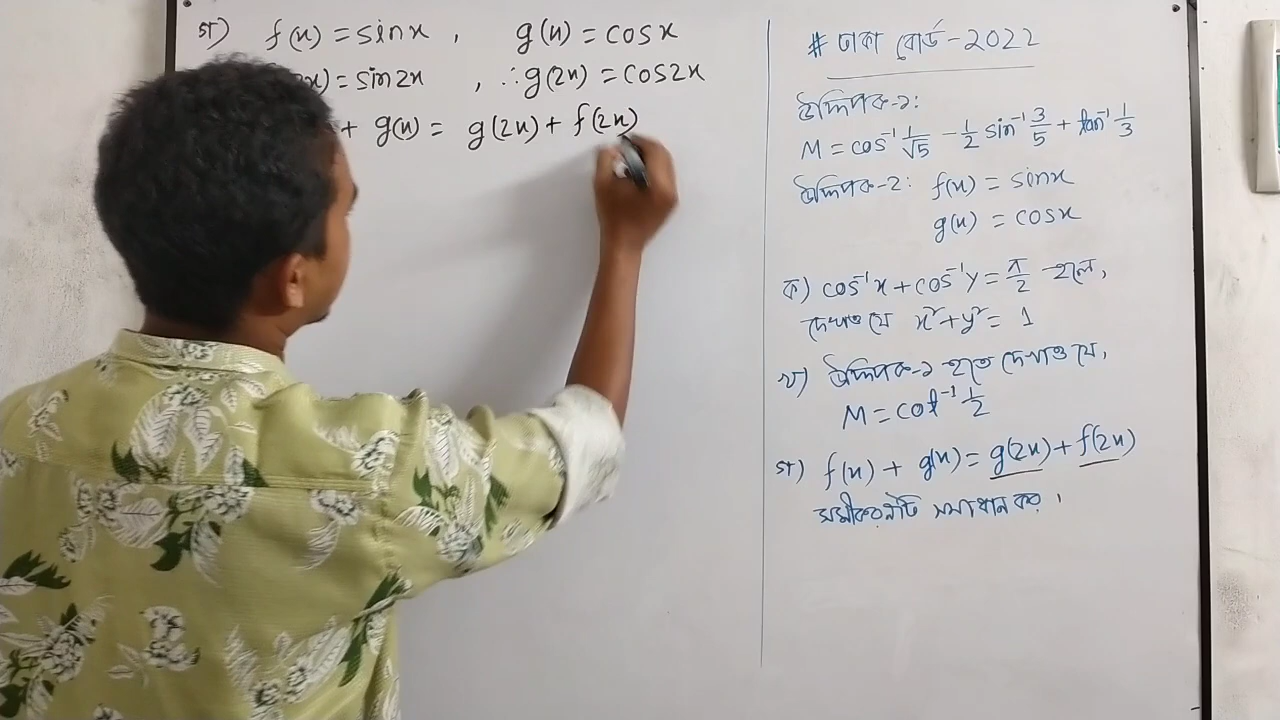 গ) f(x) = sinx , g(x) = cosx
x) = sin2x , ∴ g(2x) = cos2x
+ g(x) = g(2x) + f(2x)
# ঢাকা বোর্ড - 2022
উদ্দিপক-১:
M = cos⁻¹ 1/√5 - 1/2 sin⁻¹ 3/5 + tan⁻¹ 1/3
উদ্দিপক-2: f(x) = sinx
g(x) = cosx
ক) cos⁻¹x + cos⁻¹y = π/2 হলে,
দেখাও যে x² + y² = 1
খ) উদ্দিপক-১ হতে দেখাও যে,
M = cot⁻¹ 1/2
গ) f(x) + g(x) = g(2x) + f(2x)
সমীকরণটি সমাধান কর।